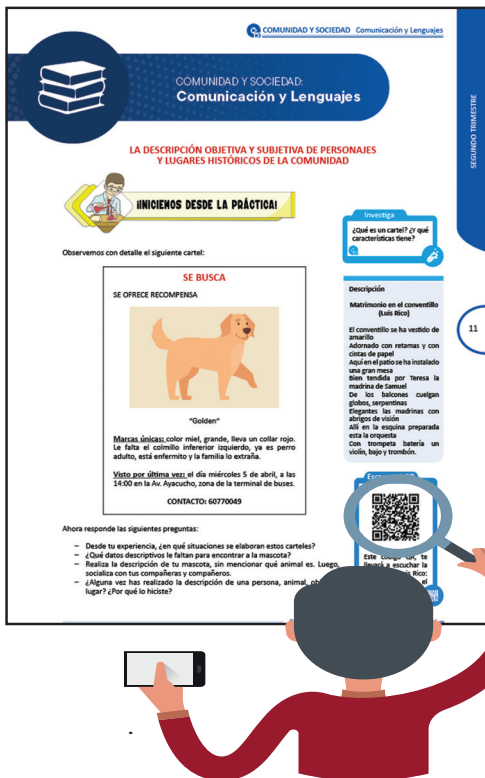 COMUNIDAD Y SOCIEDAD Comunicación y Lenguajes
COMUNIDAD Y SOCIEDAD:
Comunicación y Lenguajes
SEGUNDO TRIMESTRE
11
LA DESCRIPCIÓN OBJETIVA Y SUBJETIVA DE PERSONAJES
Y LUGARES HISTÓRICOS DE LA COMUNIDAD
¡INICIEMOS DESDE LA PRÁCTICA!
Observemos con detalle el siguiente cartel:
SE BUSCA
SE OFRECE RECOMPENSA
"Golden"
Marcas únicas: color miel, grande, lleva un collar rojo.
Le falta el colmillo inferior izquierdo, ya es perro
adulto, está enfermito y la familia lo extraña.
Visto por última vez: el día miércoles 5 de abril, a las
14:00 en la Av. Ayacucho, zona de la terminal de buses.
CONTACTO: 60770049
Ahora responde las siguientes preguntas:
– Desde tu experiencia, ¿en qué situaciones se elaboran estos carteles?
– ¿Qué datos descriptivos le faltan para encontrar a la mascota?
– Realiza la descripción de tu mascota, sin mencionar qué animal es. Luego,
socializa con tus compañeras y compañeros.
– ¿Alguna vez has realizado la descripción de una persona, animal,
lugar? ¿Por qué lo hiciste?
Investiga
¿Qué es un cartel? ¿Y qué
características tiene?
Descripción
Matrimonio en el conventillo
(Luis Rico)
El conventillo se ha vestido de
amarillo
Adornado con retamas y con
cintas de papel
Aquí en el patio se ha instalado
una gran mesa
Bien tendida por Teresa la
madrina de Samuel
De los balcones cuelgan
globos, serpentinas
Elegantes las madrinas con
abrigos de visión
Allí en la esquina preparada
esta la orquesta
Con trompeta batería un
violín, bajo y trombón.
Este código QR, te
llevará a escuchar la
Rico:
el